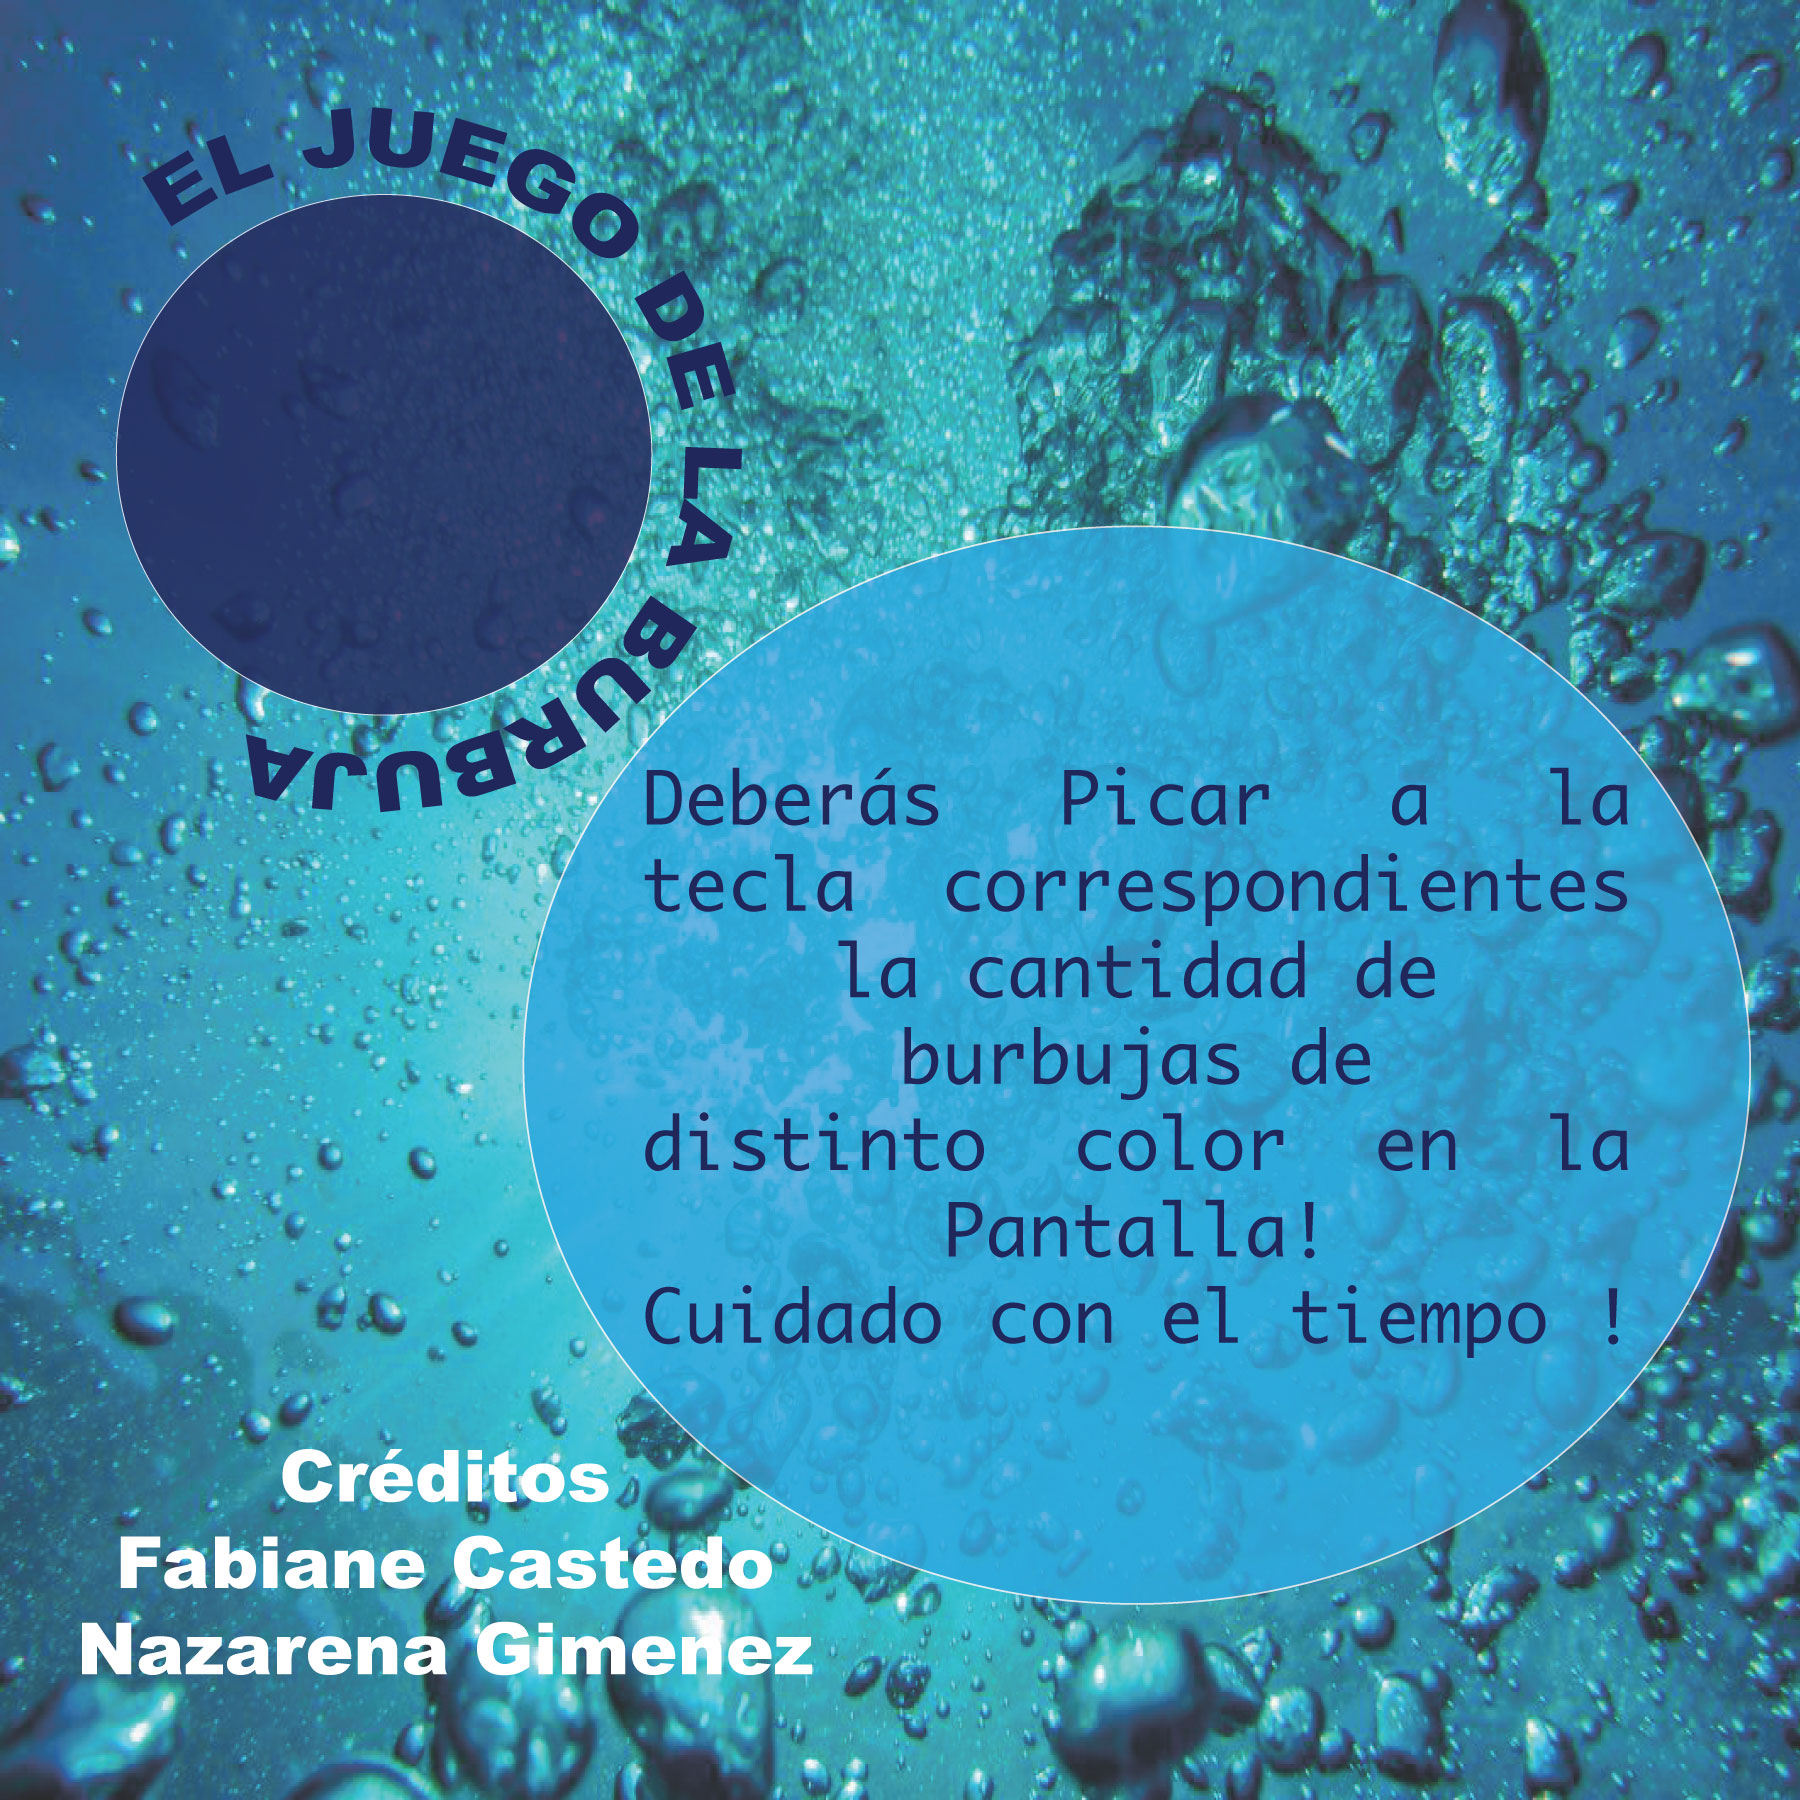 EL JUEGO DE LA BURBUJA
Deberás Picar a la
tecla correspondientes
la cantidad de
burbujas de
distinto color en la
Pantalla!
Cuidado con el tiempo !
Créditos
Fabiane Castedo
Nazarena Gimenez